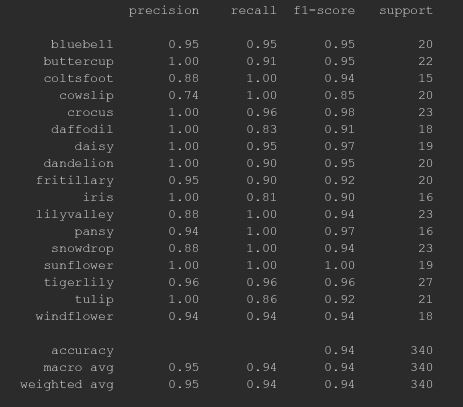 precision recall f1-score support
bluebell 0.95 0.95 0.95 20
buttercup 1.00 0.91 0.95 22
coltsfoot 0.88 1.00 0.94 15
cowslip 0.74 1.00 0.85 20
crocus 1.00 0.96 0.98 23
daffodil 1.00 0.83 0.91 18
daisy 1.00 0.95 0.97 19
dandelion 1.00 0.90 0.95 20
fritillary 0.95 0.90 0.92 20
iris 1.00 0.81 0.90 16
lilyvalley 0.88 1.00 0.94 23
pansy 0.94 1.00 0.97 16
snowdrop 0.88 1.00 0.94 23
sunflower 1.00 1.00 1.00 19
tigerlily 0.96 0.96 0.96 27
tulip 1.00 0.86 0.92 21
windflower 0.94 0.94 0.94 18
accuracy 0.94 340
macro avg 0.95 0.94 0.94 340
weighted avg 0.95 0.94 0.94 340